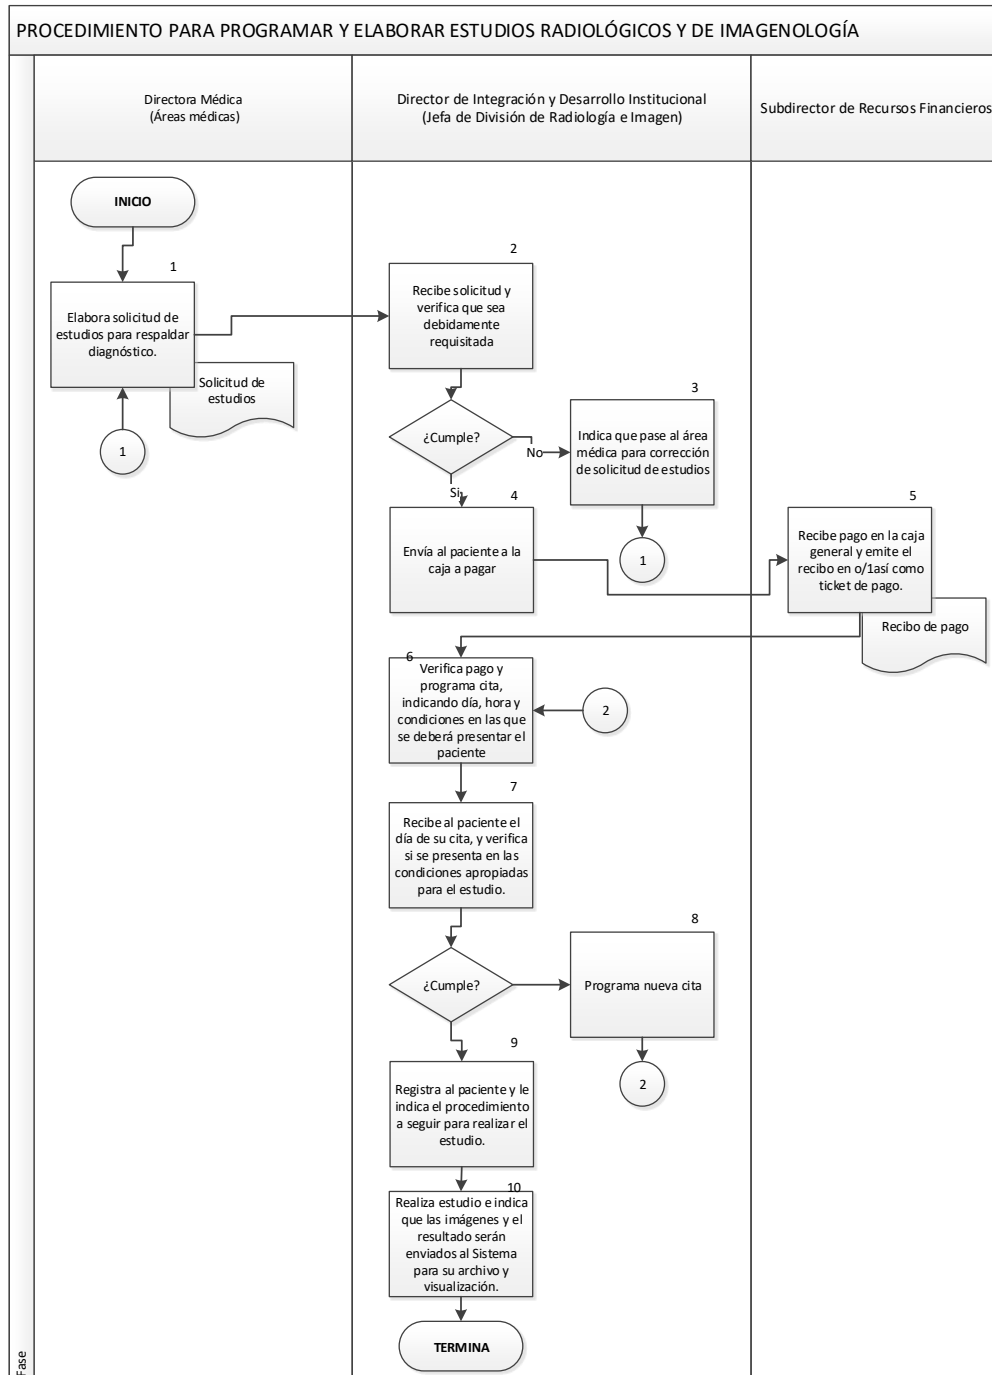 PROCEDIMIENTO PARA PROGRAMAR Y ELABORAR ESTUDIOS RADIOLÓGICOS Y DE IMAGENOLOGÍA
Directora Médica
(Áreas médicas)
Director de Integración y Desarrollo Institucional
(Jefa de División de Radiología e Imagen)
Subdirector de Recursos Financieros
INICIO
1
Elabora solicitud de
estudios para respaldar
diagnóstico.
Solicitud de
estudios
1
2
Recibe solicitud y
verifica que sea
debidamente
requisitada
¿Cumple?
No
Si
3
Indica que pase al área
médica para corrección
de solicitud de estudios
1
4
Envía al paciente a la
caja a pagar
5
Recibe pago en la caja
general y emite el
recibo en o/1así como
ticket de pago.
Recibo de pago
6
Verifica pago y
programa cita,
indicando día, hora y
condiciones en las que
se deberá presentar el
paciente
2
7
Recibe al paciente el
día de su cita, y verifica
si se presenta en las
condiciones apropiadas
para el estudio.
¿Cumple?
8
Programa nueva cita
2
9
Registra al paciente y le
indica el procedimiento
a seguir para realizar el
estudio.
10
Realiza estudio e indica
que las imágenes y el
resultado serán
enviados al Sistema
para su archivo y
visualización.
TERMINA
Fase